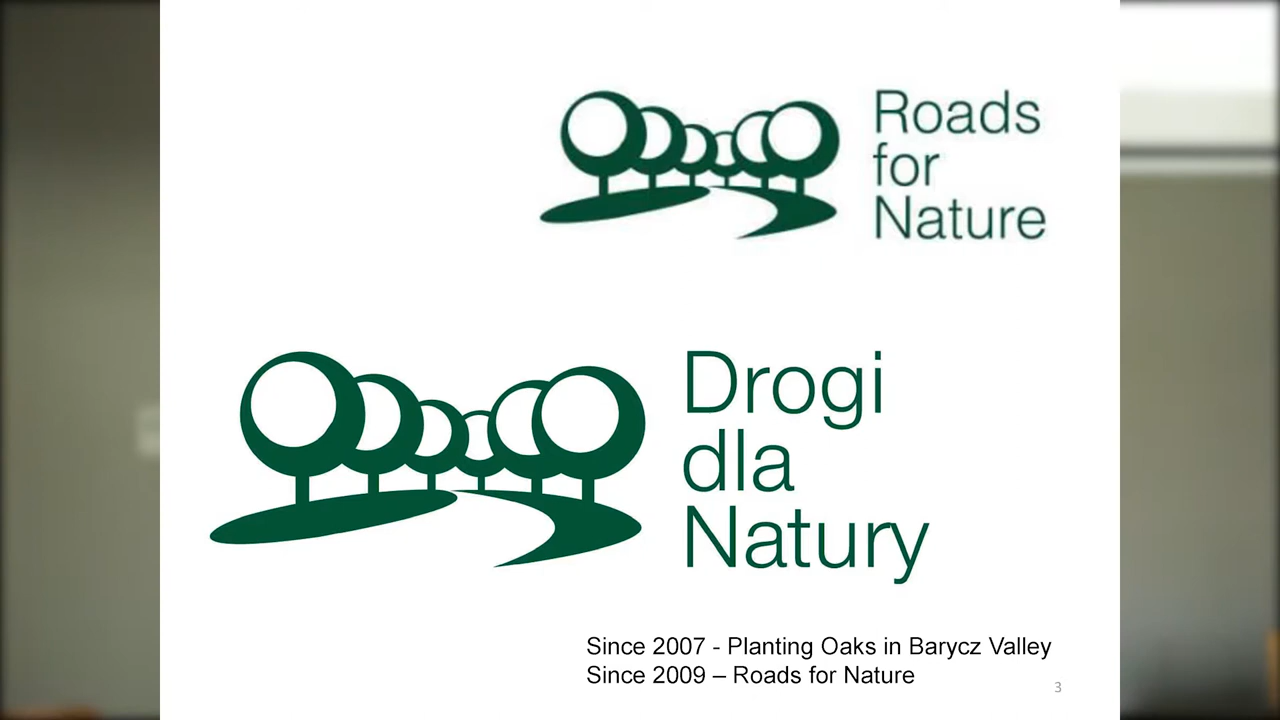 Roads
for
Nature
Drogi
dla
Natury
Since 2007 - Planting Oaks in Barycz Valley
Since 2009 – Roads for Nature
3